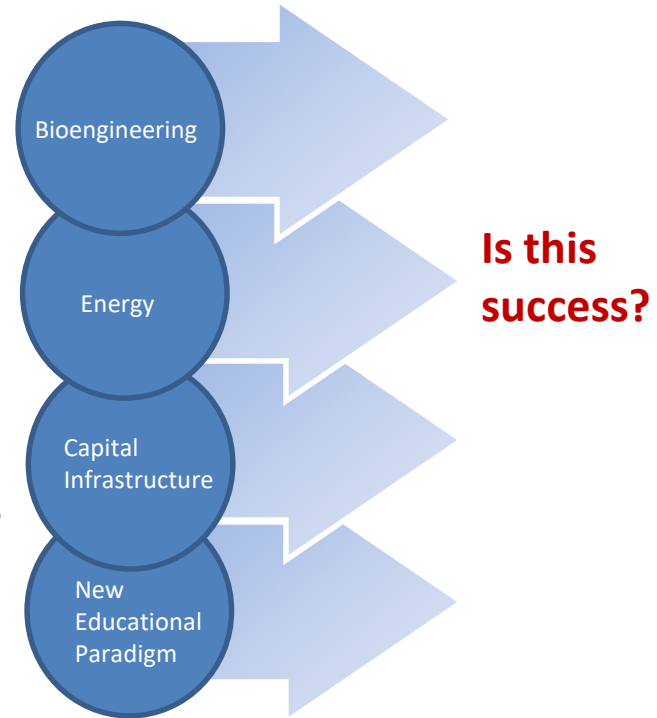 Bioengineering
Energy
Capital
Infrastructure
New
Educational
Paradigm
Is this
success?